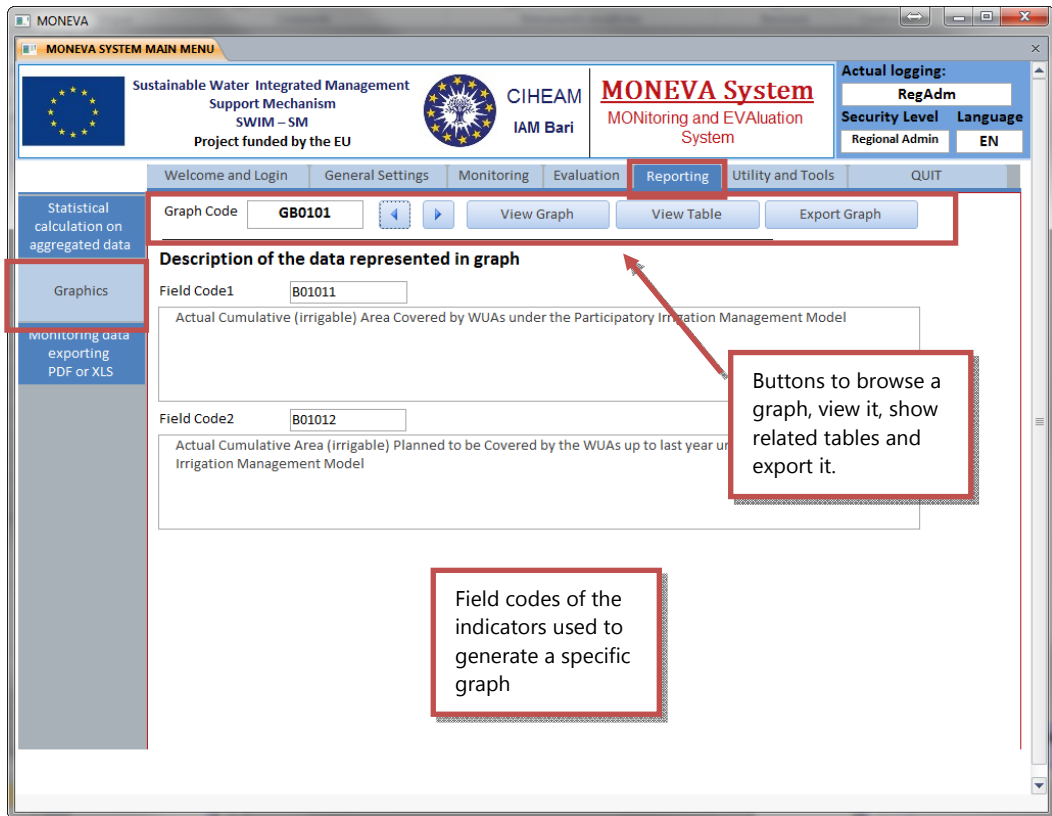 MONEVA
MONEVA SYSTEM MAIN MENU
Sustainable Water Integrated Management
Support Mechanism
SWIM – SM
Project funded by the EU
CIHEAM
IAM Bari
MONEVA System
MONitoring and EVAluation
System
Actual logging:
RegAdm
Security Level Language
Regional Admin EN
Welcome and Login General Settings Monitoring Evaluation Reporting Utility and Tools QUIT
Statistical
calculation on
aggregated data
Graphics
Monitoring data
exporting
PDF or XLS
Graph Code GB0101 View Graph View Table Export Graph
Description of the data represented in graph
Field Code1 B01011
Actual Cumulative (irrigable) Area Covered by WUAs under the Participatory Irrigation Management Model
Field Code2 B01012
Actual Cumulative Area (irrigable) Planned to be Covered by the WUAs up to last year
Irrigation Management Model
Buttons to browse a
graph, view it, show
related tables and
export it.
Field codes of the
indicators used to
generate a specific
graph